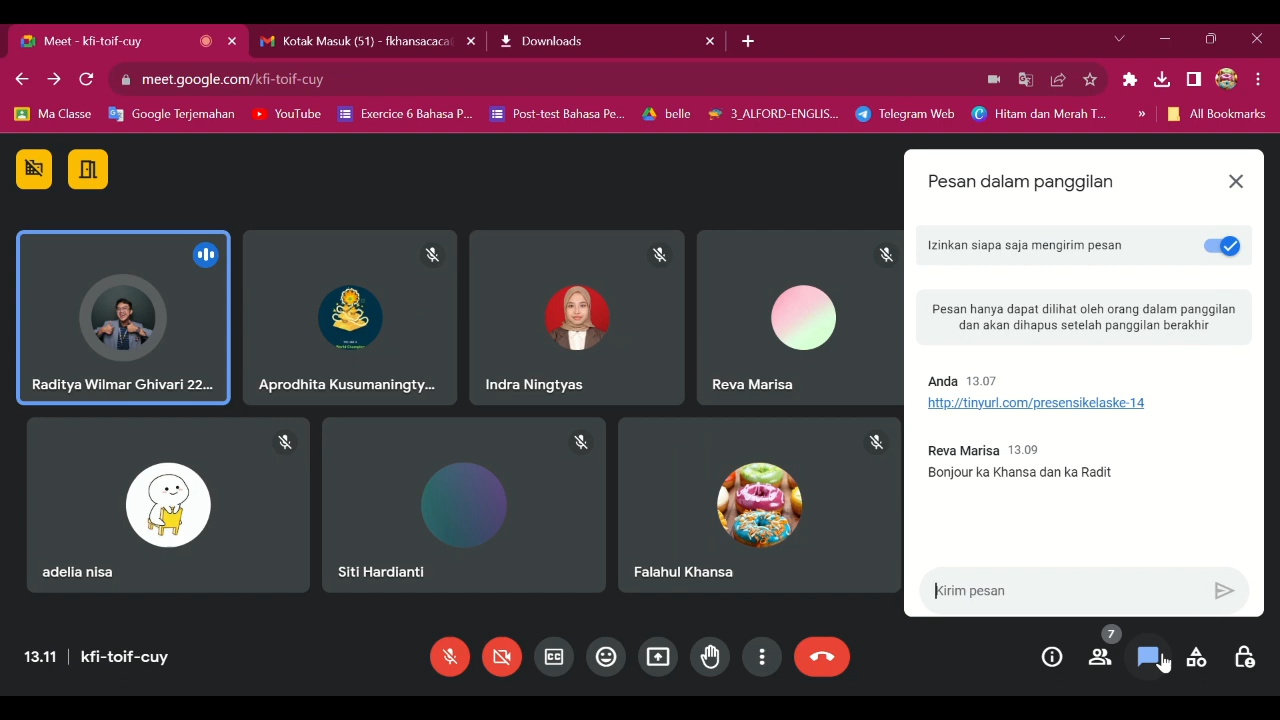 Meet - kfi-toif-cuy
Kotak Masuk (51) - fkhansacaca
Downloads
meet.google.com/kfi-toif-cuy
Ma Classe
Google Terjemahan
YouTube
Exercice 6 Bahasa P...
Post-test Bahasa Pe...
belle
3_ALFORD-ENGLIS...
Telegram Web
Hitam dan Merah T...
»
All Bookmarks
Pesan dalam panggilan
Izinkan siapa saja mengirim pesan
Pesan hanya dapat dilihat oleh orang dalam panggilan
dan akan dihapus setelah panggilan berakhir
Anda 13.07
http://tinyurl.com/presensikelaske-14
Reva Marisa 13.09
Bonjour ka Khansa dan ka Radit
Kirim pesan
Raditya Wilmar Ghivari 22...
Aprodhita Kusumaningty...
Indra Ningtyas
Reva Marisa
adelia nisa
Siti Hardianti
Falahul Khansa
13.11 | kfi-toif-cuy
CC
7